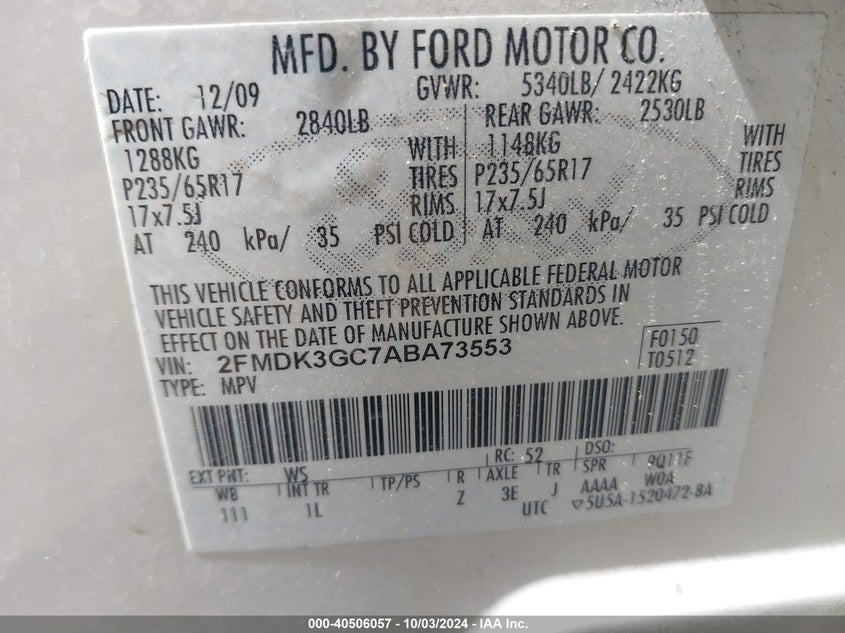 MFD. BY FORD MOTOR CO.
DATE: 12/09 GVWR: 5340LB/ 2422KG
FRONT GAWR: 2840LB REAR GAWR: 2530LB
1288KG WITH 1148KG WITH
P235/65R17 TIRES P235/65R17 TIRES
17x7.5J RIMS 17x7.5J RIMS
AT 240 kPa/ 35 PSI COLD AT 240 kPa/ 35 PSI COLD
THIS VEHICLE CONFORMS TO ALL APPLICABLE FEDERAL MOTOR
VEHICLE SAFETY AND THEFT PREVENTION STANDARDS IN
EFFECT ON THE DATE OF MANUFACTURE SHOWN ABOVE.
VIN: 2FMDK3GC7ABA73553 F0150
TYPE: MPV T0512
EXT PNT: WS RC: 52 DSO:
WB INT TR TP/PS R AXLE TR SPR 9Q11F
111 1L Z 3E J AAAA W0A
UTC ▽5U5A-1520472-BA
000-40506057 - 10/03/2024 - IAA Inc.